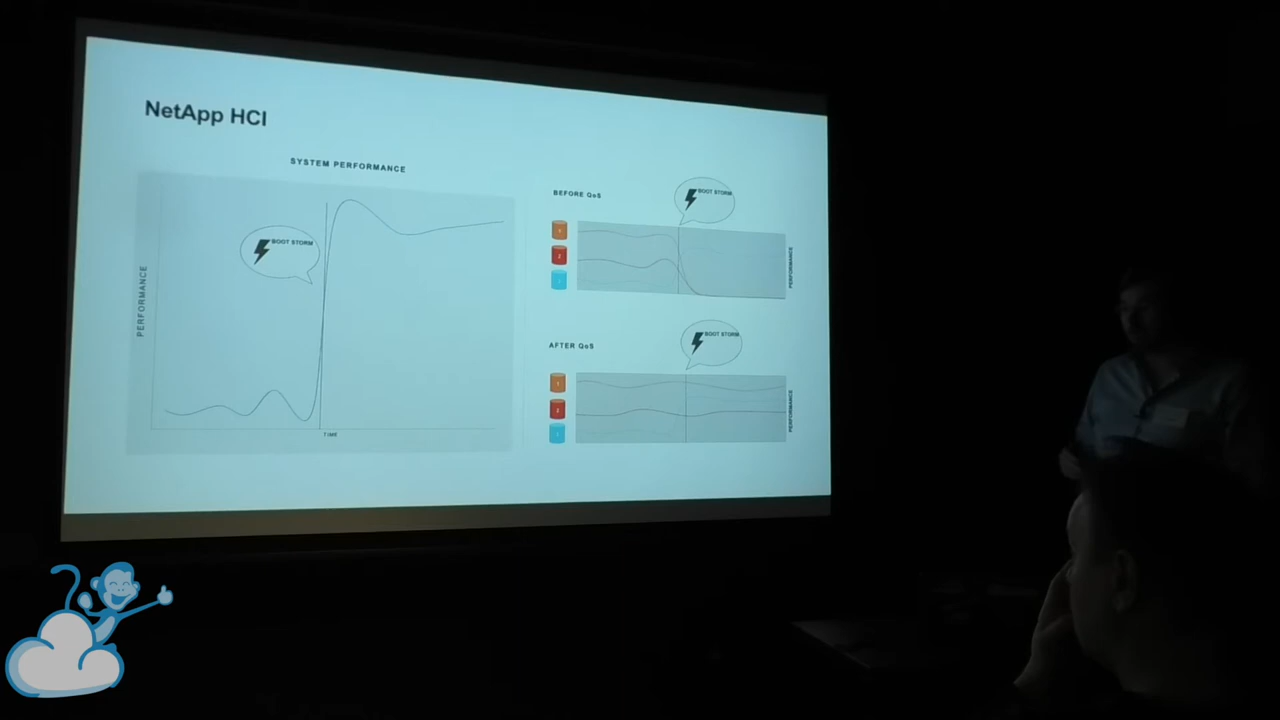 NetApp HCI
SYSTEM PERFORMANCE
BOOT STORM
PERFORMANCE
TIME
BEFORE QoS
BOOT STORM
PERFORMANCE
AFTER QoS
BOOT STORM
PERFORMANCE